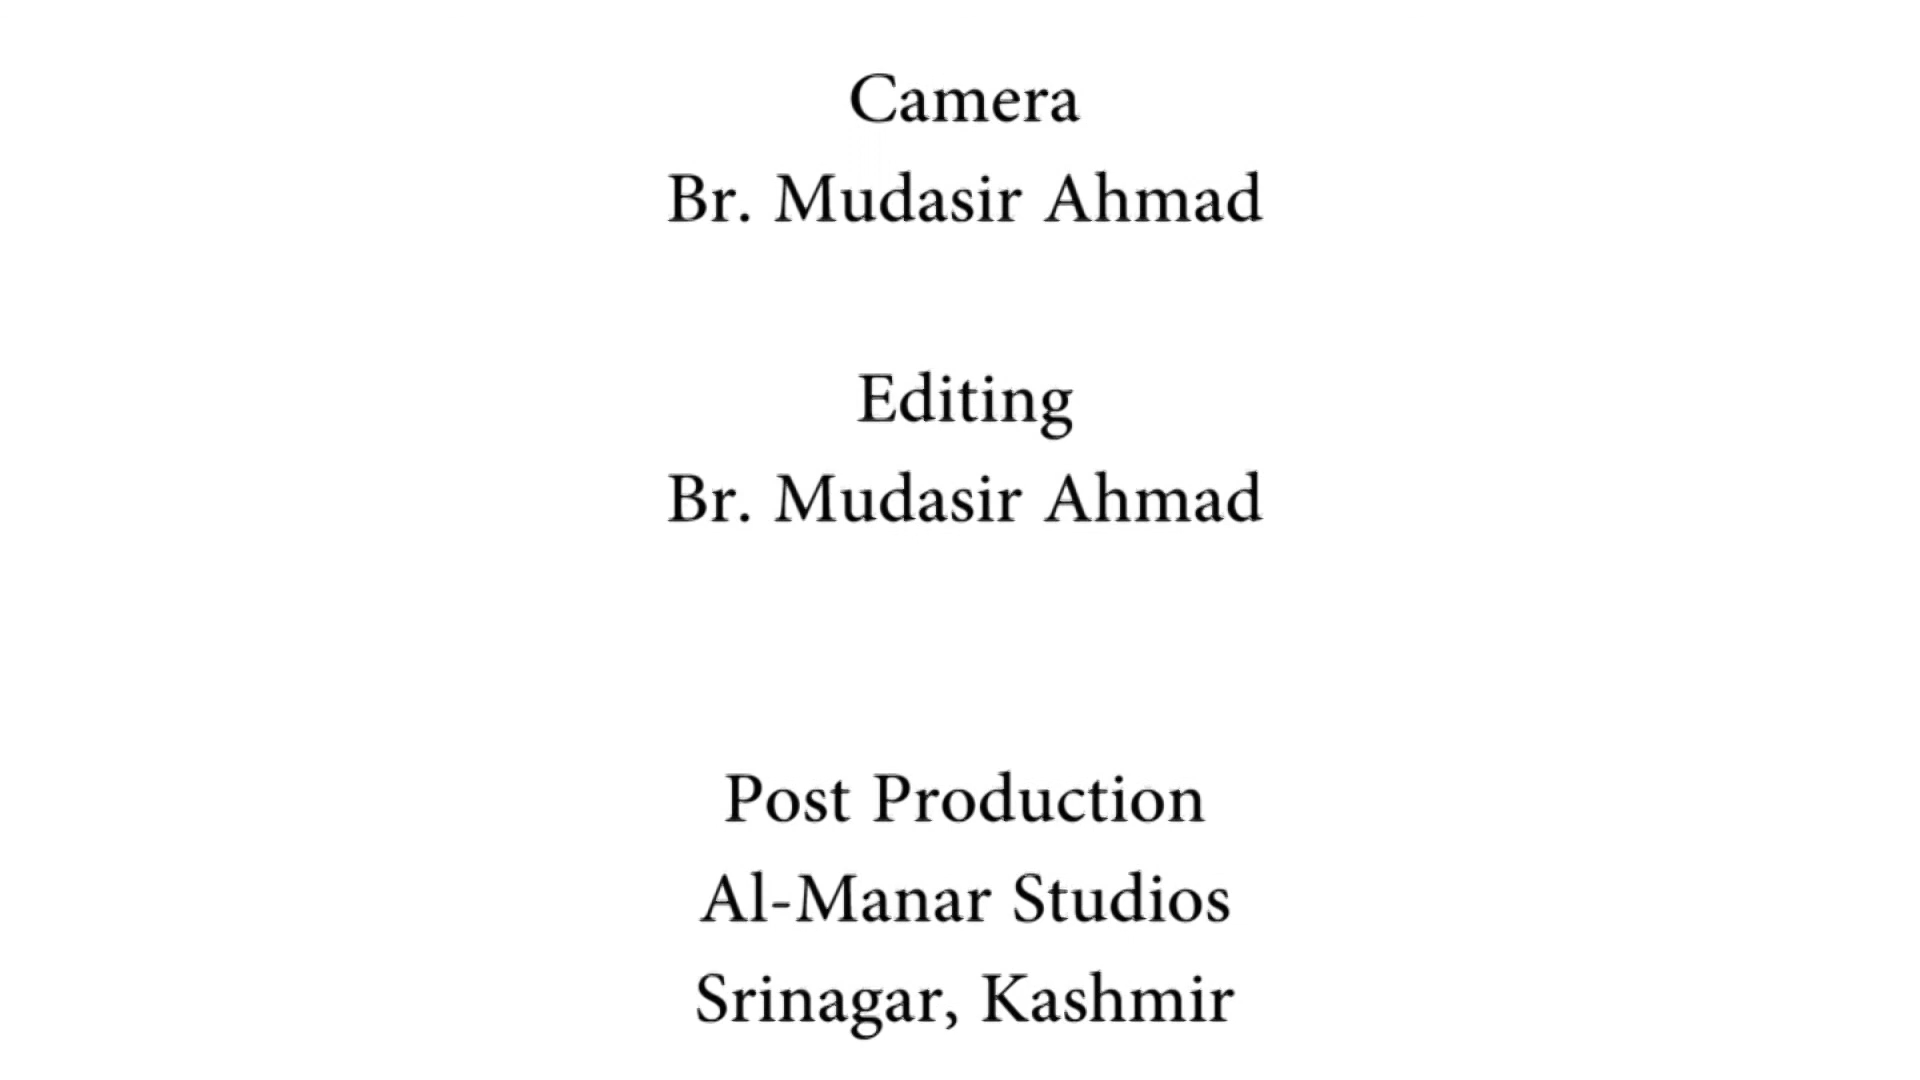 Camera
Br. Mudasir Ahmad
Editing
Br. Mudasir Ahmad
Post Production
Al-Manar Studios
Srinagar, Kashmir